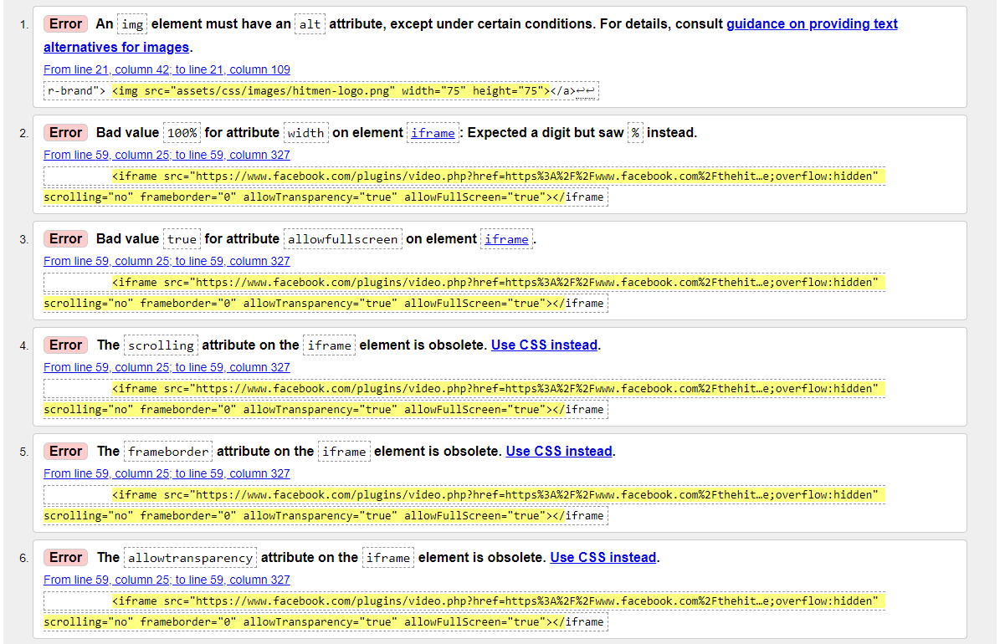 1. Error An img element must have an alt attribute, except under certain conditions. For details, consult guidance on providing text
alternatives for images.
From line 21, column 42; to line 21, column 109
r-brand"> <img src="assets/css/images/hitmen-logo.png" width="75" height="75"></a>↩↩
2. Error Bad value 100% for attribute width on element iframe: Expected a digit but saw % instead.
From line 59, column 25; to line 59, column 327
<iframe src="https://www.facebook.com/plugins/video.php?href=https%3A%2F%2Fwww.facebook.com%2Fthehit…e;overflow:hidden"
scrolling="no" frameborder="0" allowTransparency="true" allowFullScreen="true"></iframe
3. Error Bad value true for attribute allowfullscreen on element iframe.
From line 59, column 25; to line 59, column 327
<iframe src="https://www.facebook.com/plugins/video.php?href=https%3A%2F%2Fwww.facebook.com%2Fthehit…e;overflow:hidden"
scrolling="no" frameborder="0" allowTransparency="true" allowFullScreen="true"></iframe
4. Error The scrolling attribute on the iframe element is obsolete. Use CSS instead.
From line 59, column 25; to line 59, column 327
<iframe src="https://www.facebook.com/plugins/video.php?href=https%3A%2F%2Fwww.facebook.com%2Fthehit…e;overflow:hidden"
scrolling="no" frameborder="0" allowTransparency="true" allowFullScreen="true"></iframe
5. Error The frameborder attribute on the iframe element is obsolete. Use CSS instead.
From line 59, column 25; to line 59, column 327
<iframe src="https://www.facebook.com/plugins/video.php?href=https%3A%2F%2Fwww.facebook.com%2Fthehit…e;overflow:hidden"
scrolling="no" frameborder="0" allowTransparency="true" allowFullScreen="true"></iframe
6. Error The allowtransparency attribute on the iframe element is obsolete. Use CSS instead.
From line 59, column 25; to line 59, column 327
<iframe src="https://www.facebook.com/plugins/video.php?href=https%3A%2F%2Fwww.facebook.com%2Fthehit…e;overflow:hidden"
scrolling="no" frameborder="0" allowTransparency="true" allowFullScreen="true"></iframe